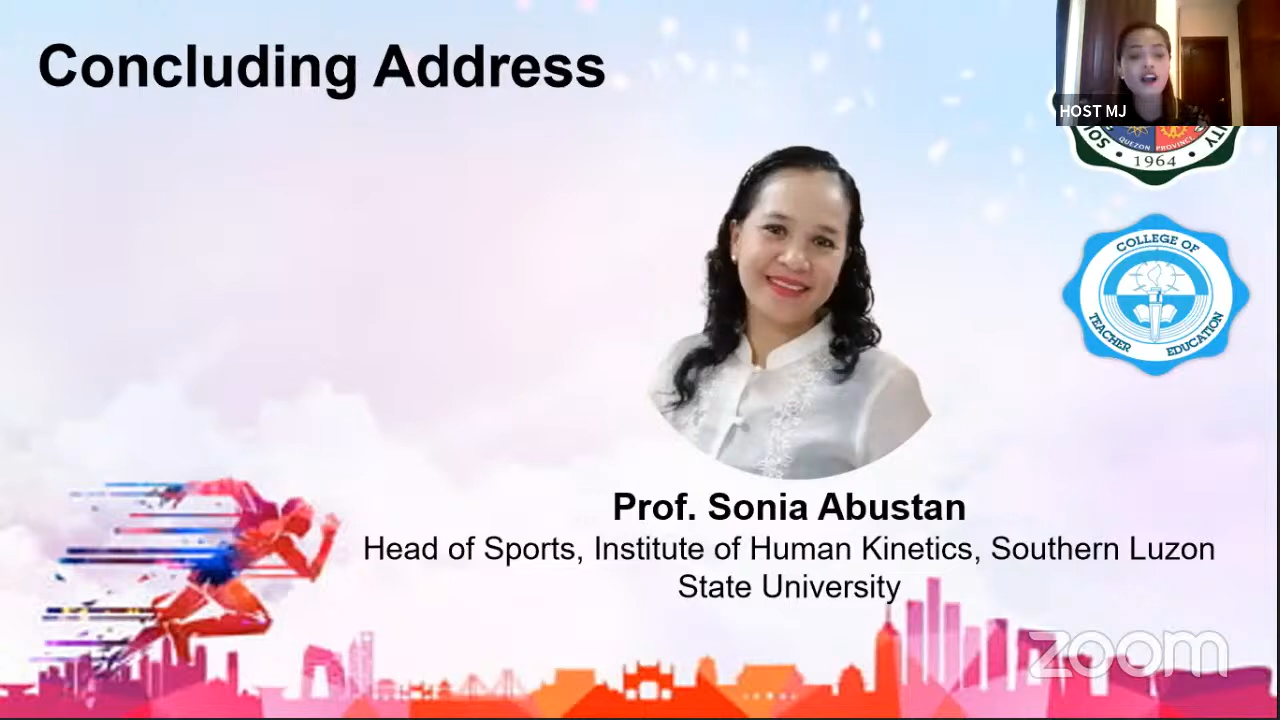 Concluding Address
HOST MJ
QUEZON PROVINCE
1964
COLLEGE OF
TEACHER EDUCATION
Prof. Sonia Abustan
Head of Sports, Institute of Human Kinetics, Southern Luzon
State University
zoom